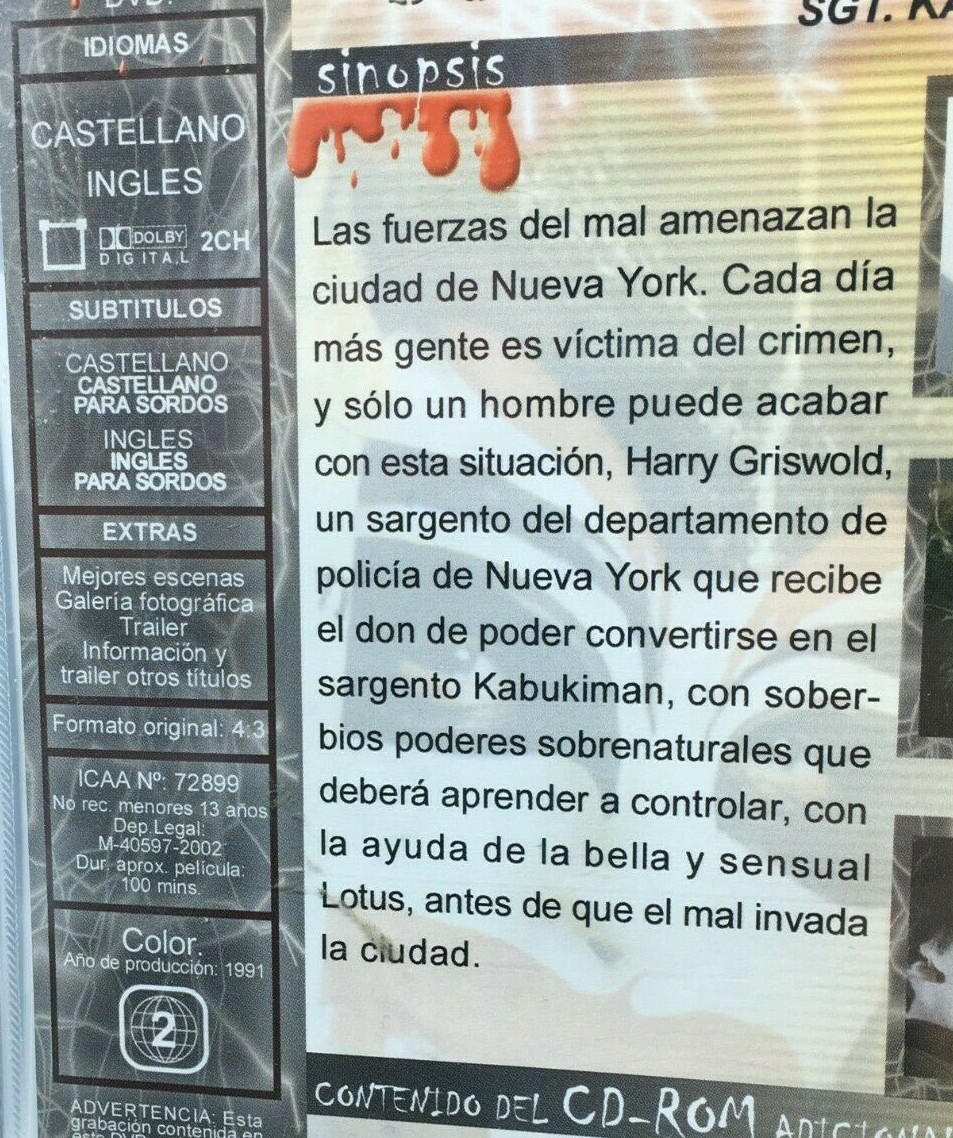 DVD.
IDIOMAS
CASTELLANO
INGLES
DOLBY
DIGITAL
2CH
SUBTITULOS
CASTELLANO
CASTELLANO
PARA SORDOS
INGLES
INGLES
PARA SORDOS
EXTRAS
Mejores escenas
Galería fotográfica
Trailer
Información y
trailer otros títulos
Formato original: 4:3
ICAA Nº: 72899
No rec. menores 13 años
Dep.Legal:
M-40597-2002
Dur. aprox. película:
100 mins.
Color.
Año de producción: 1991
2
ADVERTENCIA: Esta
grabación contenida en
este DVD
SGT.
sinopsis
Las fuerzas del mal amenazan la
ciudad de Nueva York. Cada día
más gente es víctima del crimen,
y sólo un hombre puede acabar
con esta situación, Harry Griswold,
un sargento del departamento de
policía de Nueva York que recibe
el don de poder convertirse en el
sargento Kabukiman, con sober-
bios poderes sobrenaturales que
deberá aprender a controlar, con
la ayuda de la bella y sensual
Lotus, antes de que el mal invada
la ciudad.
CONTENIDO DEL CD-ROM